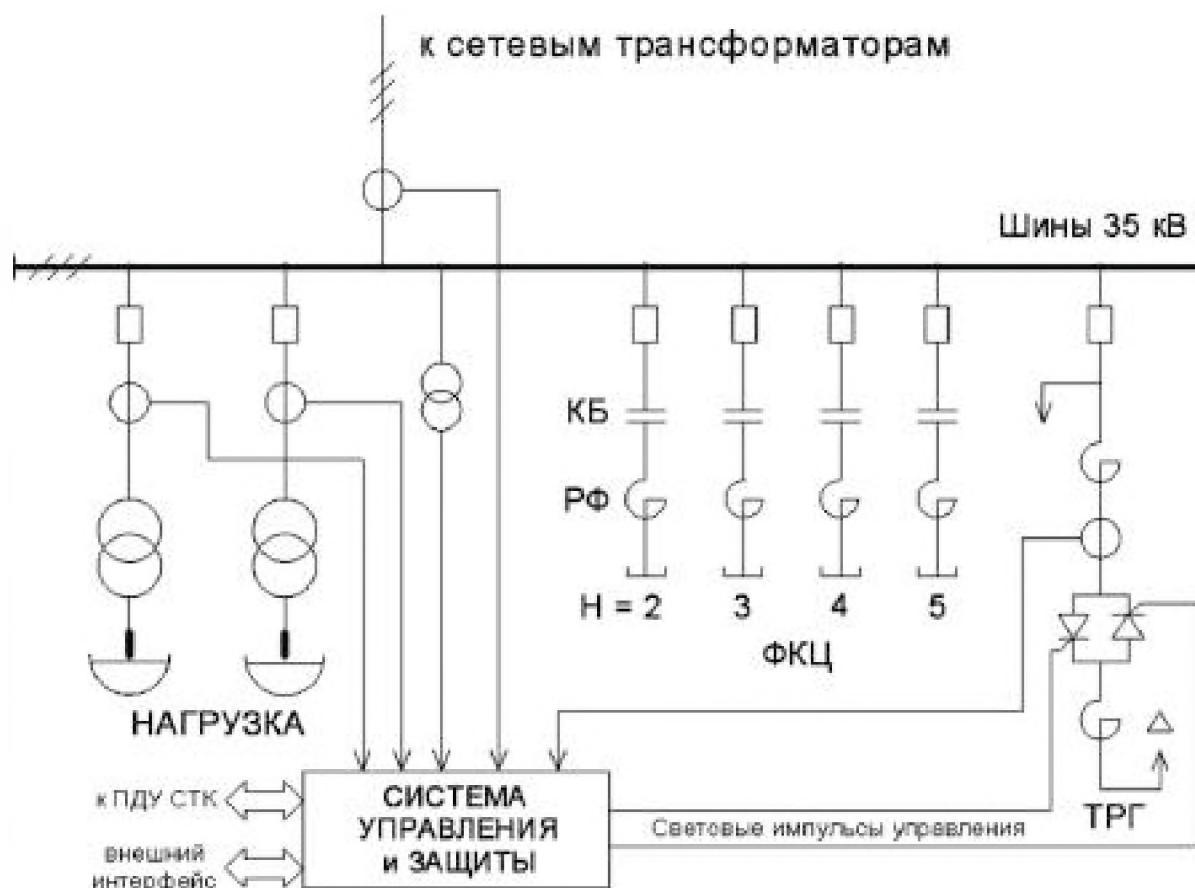 к сетевым трансформаторам
Шины 35 кВ
КБ
РФ
Н = 2 3 4 5
ФКЦ
НАГРУЗКА
ТРГ
к ПДУ СТК
СИСТЕМА
УПРАВЛЕНИЯ
и ЗАЩИТЫ
Световые импульсы управления
внешний
интерфейс